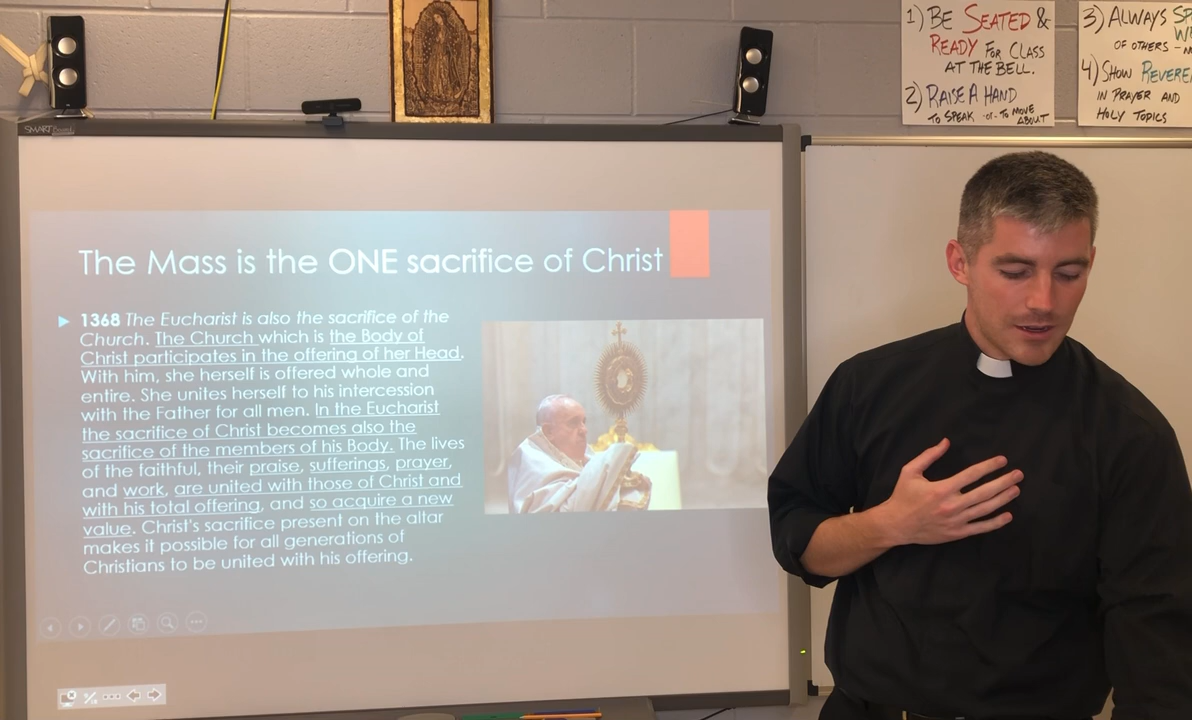 1) BE SEATED &
READY FOR CLASS
AT THE BELL.
2) RAISE A HAND
TO SPEAK -or- TO MOVE
ABOUT
3) ALWAYS
OF OTHERS -
4) SHOW
IN PRAYER AND
HOLY TOPICS
SMART Board
The Mass is the ONE sacrifice of Christ
1368 The Eucharist is also the sacrifice of the
Church. The Church which is the Body of
Christ participates in the offering of her Head.
With him, she herself is offered whole and
entire. She unites herself to his intercession
with the Father for all men. In the Eucharist
the sacrifice of Christ becomes also the
sacrifice of the members of his Body. The lives
of the faithful, their praise, sufferings, prayer,
and work, are united with those of Christ and
with his total offering, and so acquire a new
value. Christ's sacrifice present on the altar
makes it possible for all generations of
Christians to be united with his offering.